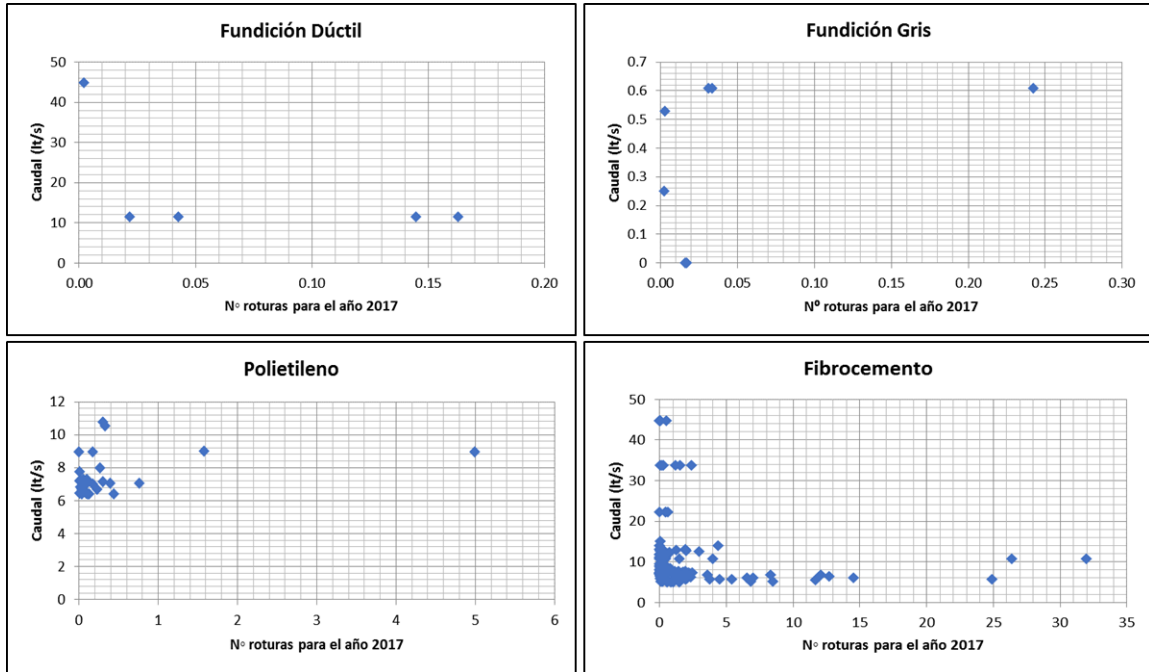 Fundición Dúctil
50
40
30
20
10
0
Caudal (lt/s)
0.00 0.05 0.10 0.15 0.20
N◦ roturas para el año 2017
Fundición Gris
0.7
0.6
0.5
0.4
0.3
0.2
0.1
0
Caudal (lt/s)
0.00 0.05 0.10 0.15 0.20 0.25 0.30
Nº roturas para el año 2017
Polietileno
12
10
8
6
4
2
0
Caudal (lt/s)
0 1 2 3 4 5 6
N◦ roturas para el año 2017
Fibrocemento
50
40
30
20
10
0
Caudal (lt/s)
0 5 10 15 20 25 30 35
N◦ roturas para el año 2017